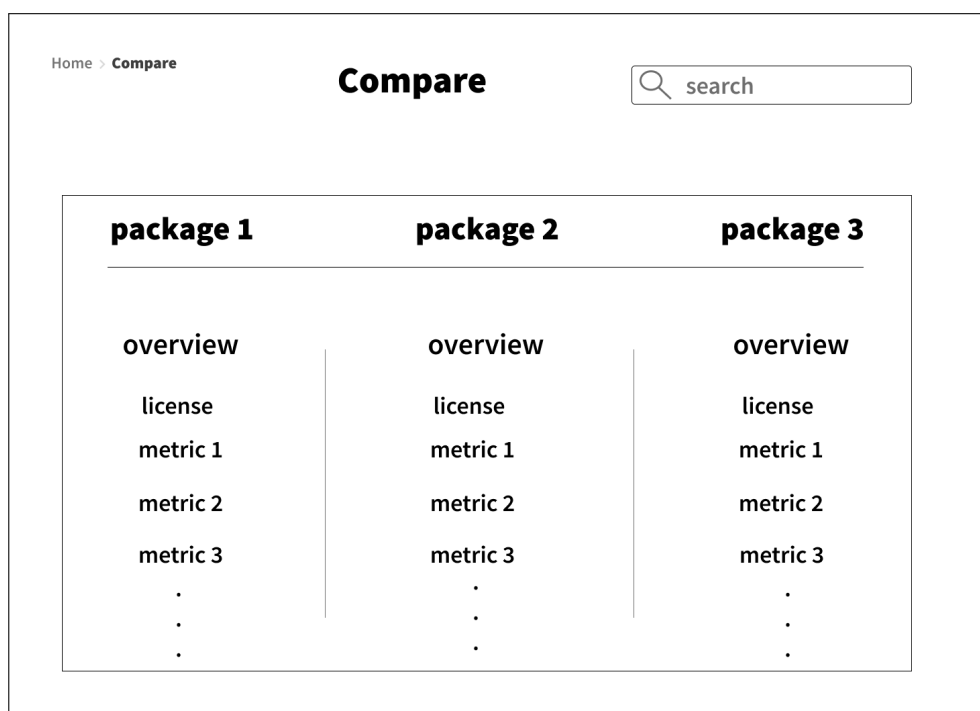 Home > Compare
Compare
search
package 1 package 2 package 3
overview overview overview
license license license
metric 1 metric 1 metric 1
metric 2 metric 2 metric 2
metric 3 metric 3 metric 3
. . .
. . .
. . .